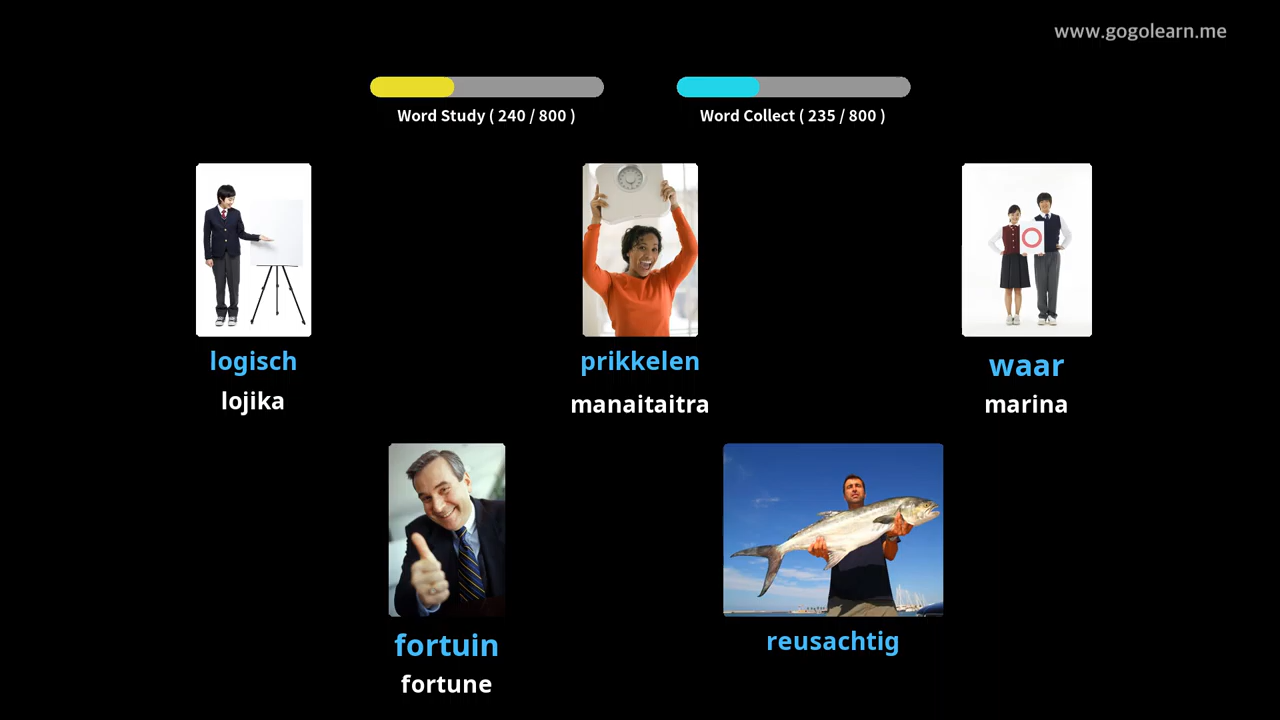 www.gogolearn.me
Word Study ( 240 / 800 )
Word Collect ( 235 / 800 )
logisch
prikkelen
waar
lojika
manaitaitra
marina
fortuin
reusachtig
fortune